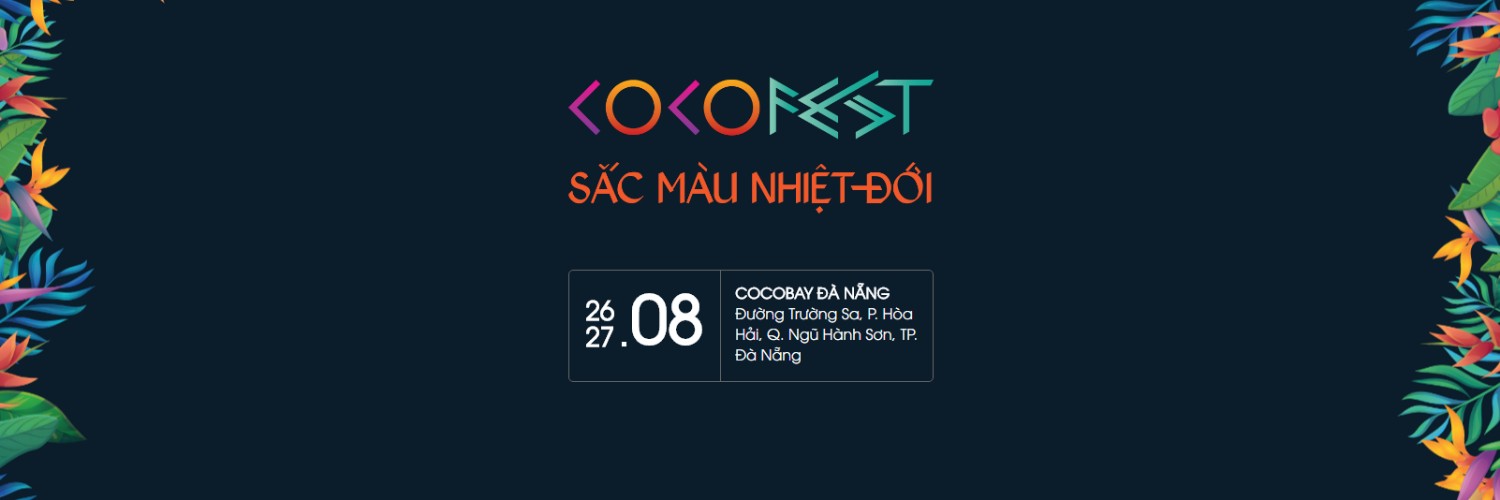 COCOFEST
SẮC MÀU NHIỆT ĐỚI
26
27
.08
COCOBAY ĐÀ NẴNG
Đường Trường Sa, P. Hòa
Hải, Q. Ngũ Hành Sơn, TP.
Đà Nẵng